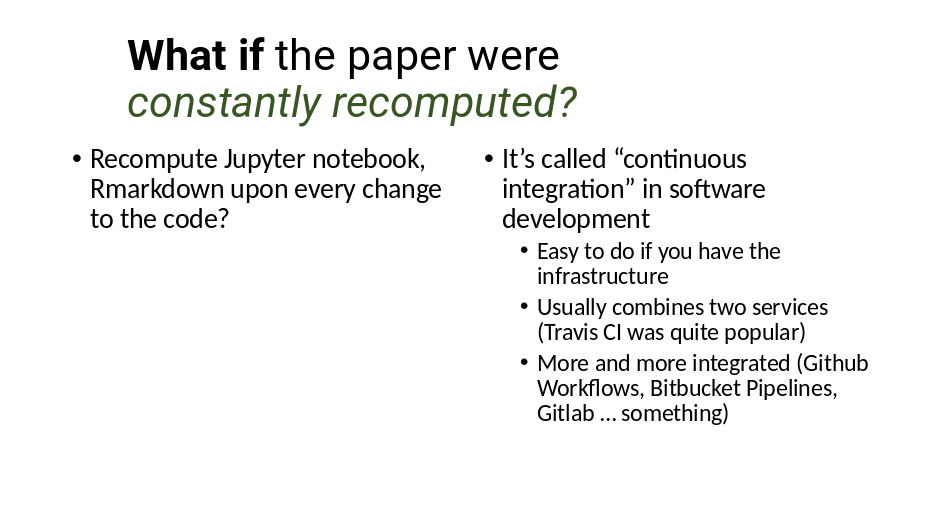 What if the paper were
constantly recomputed?
• Recompute Jupyter notebook,
Rmarkdown upon every change
to the code?
• It’s called “continuous
integration” in software
development
• Easy to do if you have the
infrastructure
• Usually combines two services
(Travis CI was quite popular)
• More and more integrated (Github
Workflows, Bitbucket Pipelines,
Gitlab … something)